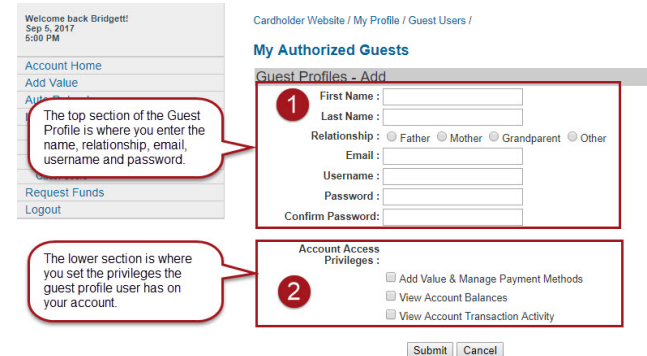 Welcome back Bridgett!
Sep 5, 2017
5:00 PM
Account Home
Add Value
Request Funds
Logout
Cardholder Website / My Profile / Guest Users /
My Authorized Guests
Guest Profiles - Add
1
First Name :
Last Name :
Relationship : Father Mother Grandparent Other
Email :
Username :
Password :
Confirm Password:
The top section of the Guest
Profile is where you enter the
name, relationship, email,
username and password.
Account Access
Privileges :
2
Add Value & Manage Payment Methods
View Account Balances
View Account Transaction Activity
The lower section is where
you set the privileges the
guest profile user has on
your account.
Submit Cancel